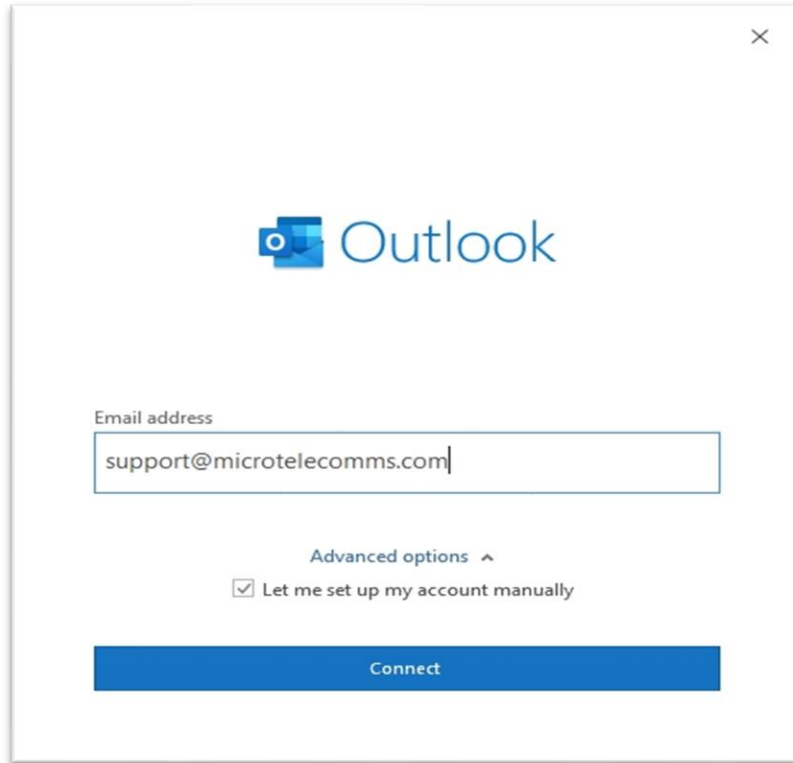 Outlook
Email address
support@microtelecomms.com
Advanced options
Let me set up my account manually
Connect